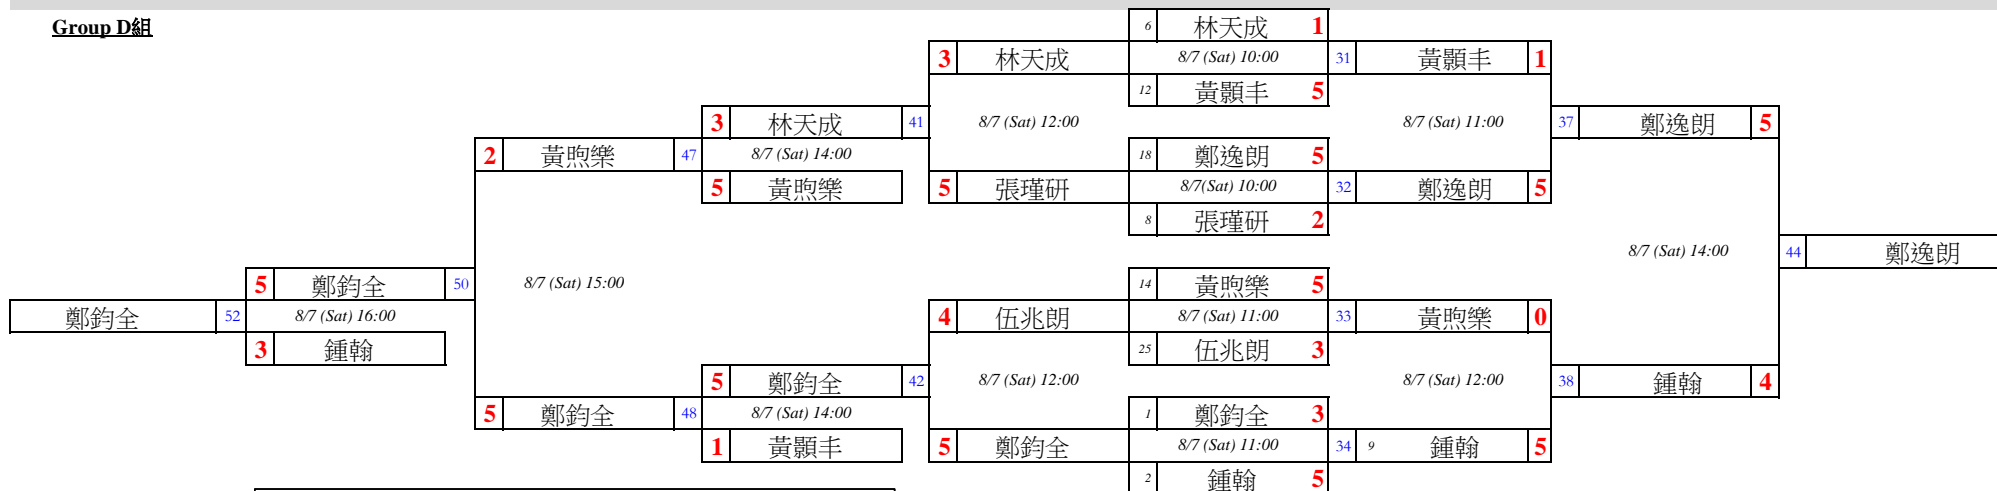 Group D組
6 林天成 1
3 林天成 8/7 (Sat) 10:00 31 黃顥丰 1
12 黃顥丰 5
3 林天成 41 8/7 (Sat) 12:00 8/7 (Sat) 11:00 37 鄭逸朗 5
2 黃煦樂 47 8/7 (Sat) 14:00 18 鄭逸朗 5
5 黃煦樂 5 張瑾研 8/7(Sat) 10:00 32 鄭逸朗 5
8 張瑾研 2
8/7 (Sat) 14:00 44 鄭逸朗
5 鄭鈞全 50 8/7 (Sat) 15:00 14 黃煦樂 5
鄭鈞全 52 8/7 (Sat) 16:00 4 伍兆朗 8/7 (Sat) 11:00 33 黃煦樂 0
3 鍾翰 25 伍兆朗 3
5 鄭鈞全 42 8/7 (Sat) 12:00 8/7 (Sat) 12:00 38 鍾翰 4
5 鄭鈞全 48 8/7 (Sat) 14:00 1 鄭鈞全 3
1 黃顥丰 5 鄭鈞全 8/7 (Sat) 11:00 34 9 鍾翰 5
2 鍾翰 5